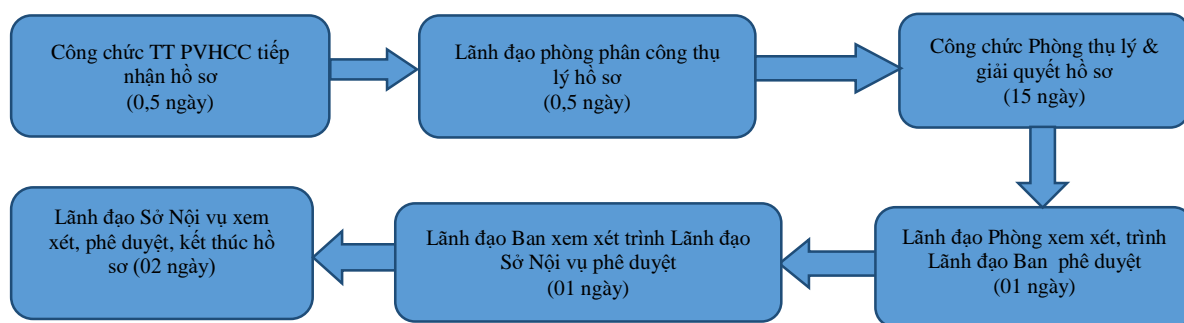 Công chức TT PVHCC tiếp
nhận hồ sơ
(0,5 ngày)
Lãnh đạo phòng phân công thụ
lý hồ sơ
(0,5 ngày)
Công chức Phòng thụ lý &
giải quyết hồ sơ
(15 ngày)
Lãnh đạo Phòng xem xét, trình
Lãnh đạo Ban phê duyệt
(01 ngày)
Lãnh đạo Ban xem xét trình Lãnh đạo
Sở Nội vụ phê duyệt
(01 ngày)
Lãnh đạo Sở Nội vụ xem
xét, phê duyệt, kết thúc hồ
sơ (02 ngày)